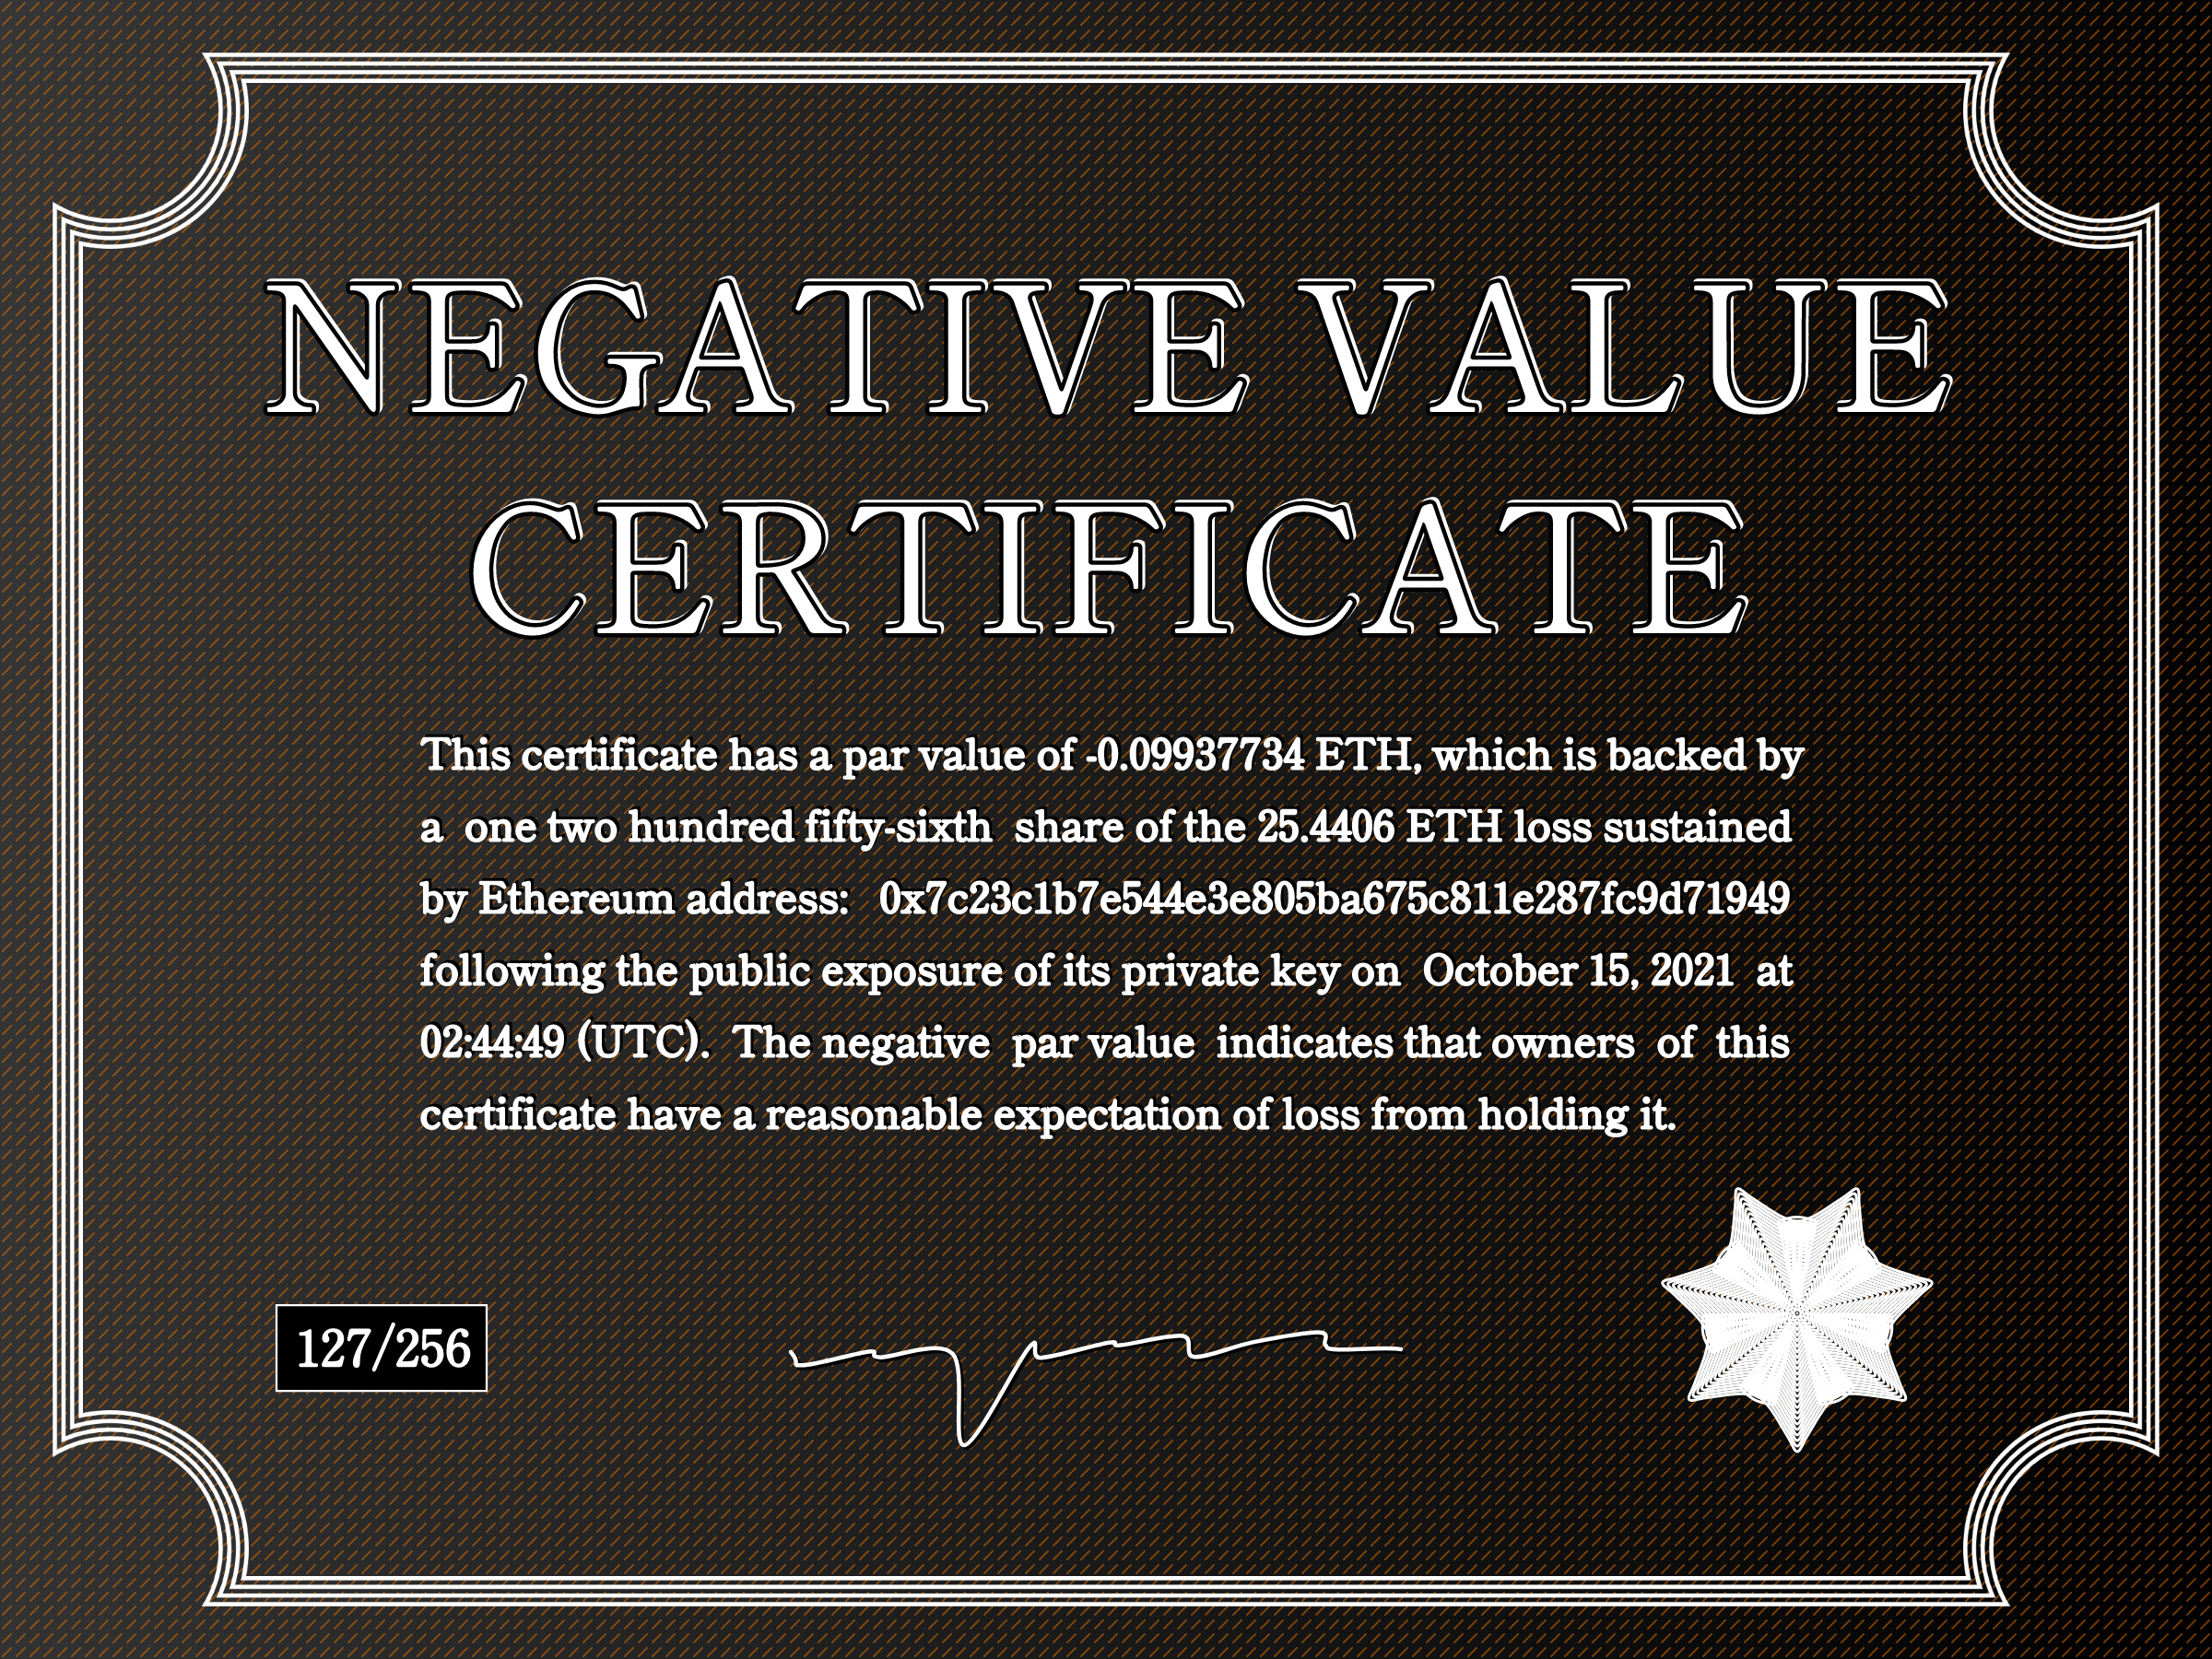 NEGATIVE VALUE
CERTIFICATE
This certificate has a par value of -0.09937734 ETH, which is backed by
a one two hundred fifty-sixth share of the 25.4406 ETH loss sustained
by Ethereum address: 0x7c23c1b7e544e3e805ba675c811e287fc9d71949
following the public exposure of its private key on October 15, 2021 at
02:44:49 (UTC). The negative par value indicates that owners of this
certificate have a reasonable expectation of loss from holding it.
127/256